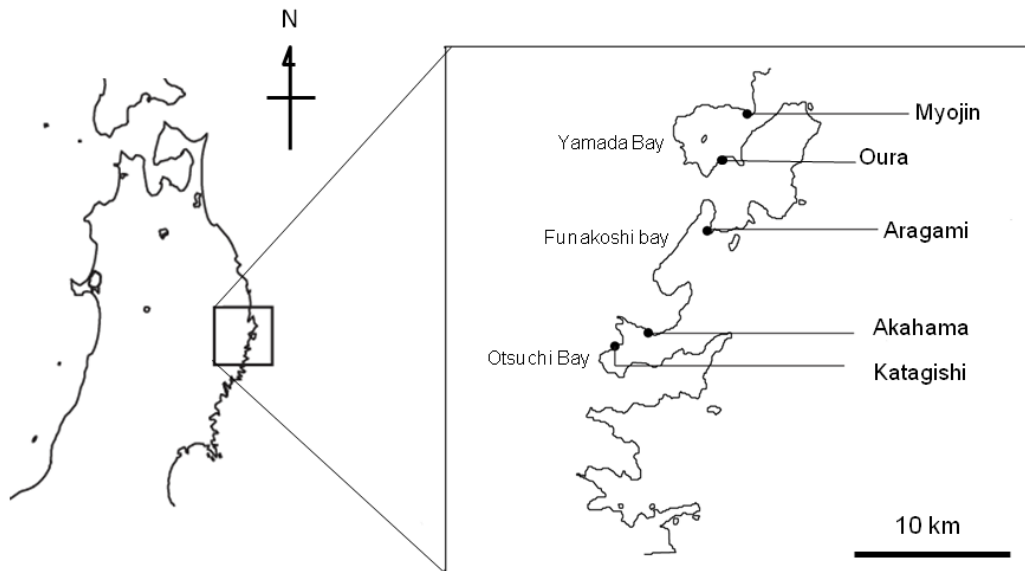 N
Myojin
Yamada Bay
Oura
Aragami
Funakoshi bay
Akahama
Otsuchi Bay
Katagishi
10 km